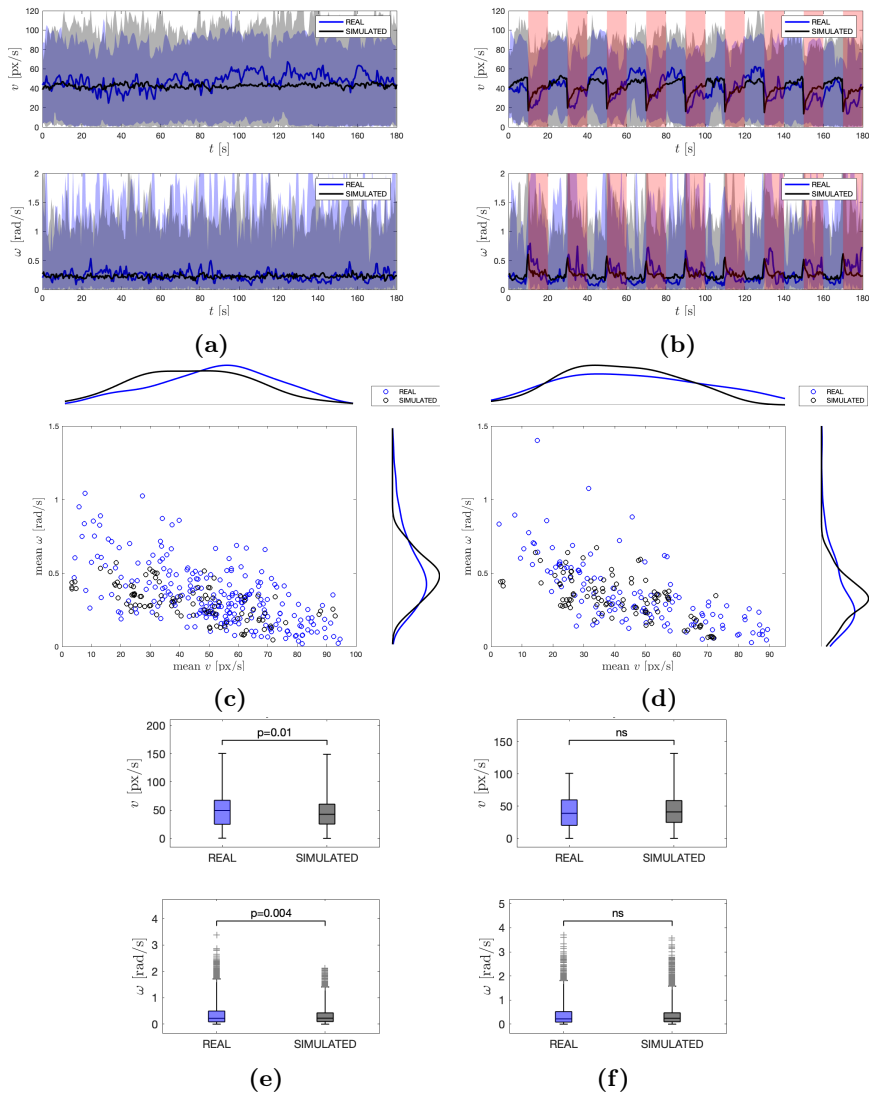 120
100
80
60
40
20
0
v [px/s]
REAL
SIMULATED
0 20 40 60 80 100 120 140 160 180
t [s]
120
100
80
60
40
20
0
v [px/s]
REAL
SIMULATED
0 20 40 60 80 100 120 140 160 180
t [s]
2
1.5
1
0.5
0
ω [rad/s]
REAL
SIMULATED
0 20 40 60 80 100 120 140 160 180
t [s]
2
1.5
1
0.5
0
ω [rad/s]
REAL
SIMULATED
0 20 40 60 80 100 120 140 160 180
t [s]
(a)
(b)
REAL
SIMULATED
1.5
1
0.5
0
mean ω [rad/s]
0 10 20 30 40 50 60 70 80 90 100
mean v [px/s]
REAL
SIMULATED
1.5
1
0.5
0
mean ω [rad/s]
0 10 20 30 40 50 60 70 80 90
mean v [px/s]
(c)
(d)
200
150
100
50
0
v [px/s]
p=0.01
REAL SIMULATED
150
100
50
0
v [px/s]
ns
REAL SIMULATED
4
3
2
1
0
ω [rad/s]
p=0.004
REAL SIMULATED
5
4
3
2
1
0
ω [rad/s]
ns
REAL SIMULATED
(e)
(f)